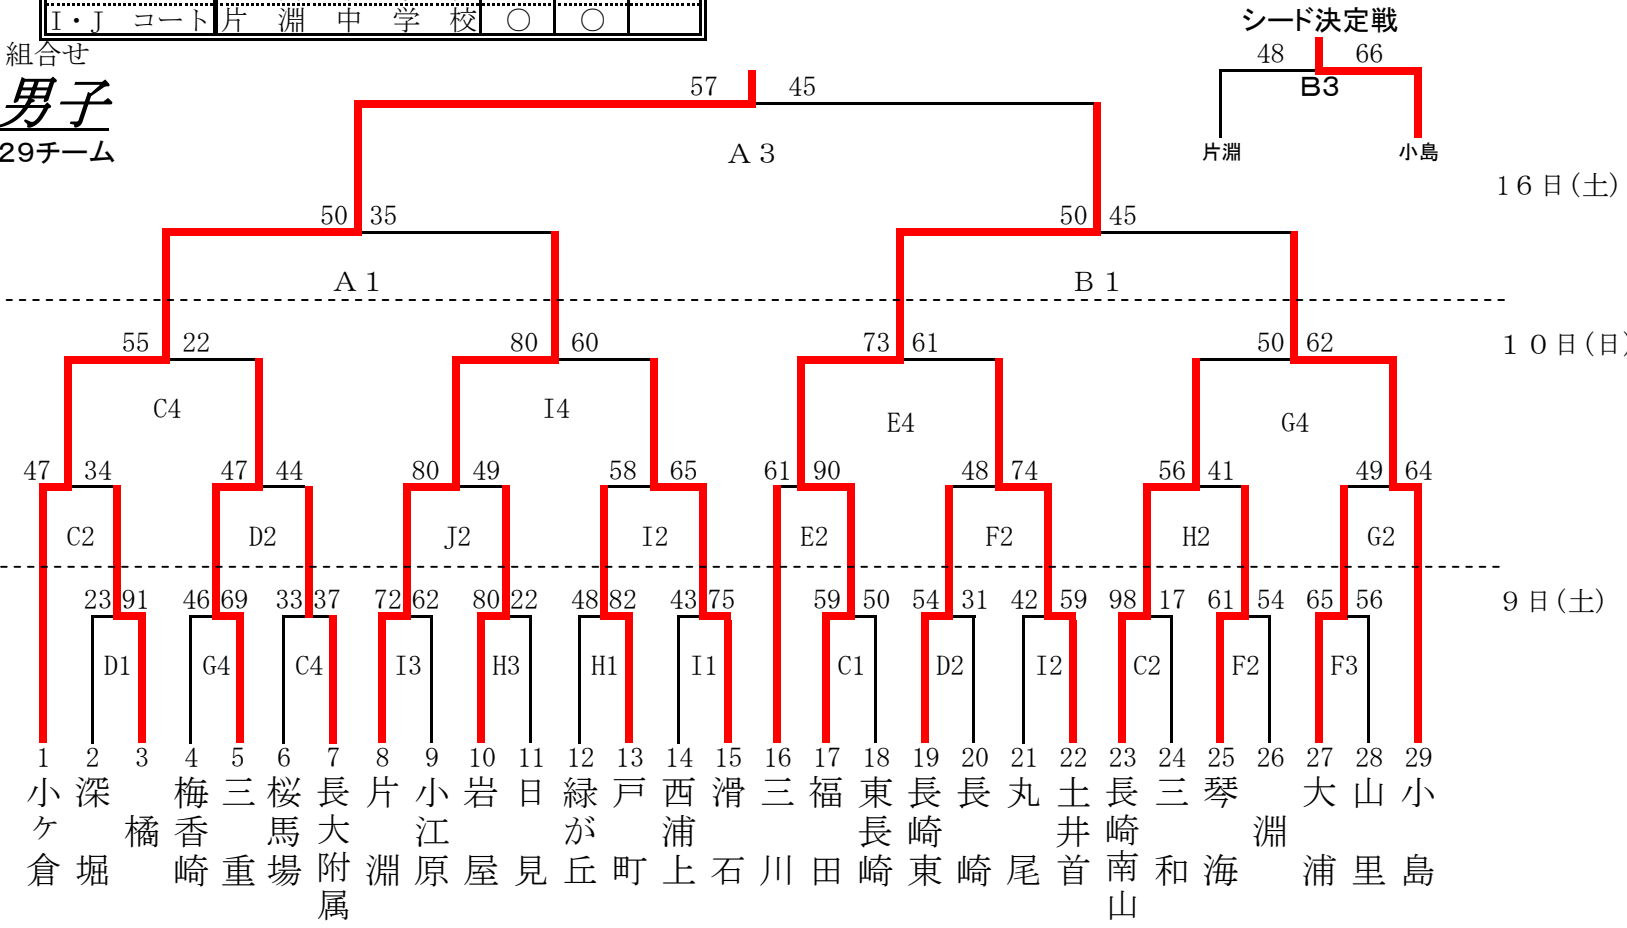 I・J コート 片淵中学校 ○ ○
組合せ
男子
29チーム
シード決定戦
48 66
B3
片淵 小島
57 45
A3
16日(土)
50 35 50 45
A1 B1
55 22 80 60 73 61 50 62
10日(日)
C4 I4 E4 G4
47 34 47 44 80 49 58 65 61 90 48 74 56 41 49 64
C2 D2 J2 I2 E2 F2 H2 G2
23 91 46 69 33 37 72 62 80 22 48 82 43 75 59 50 54 31 42 59 98 17 61 54 65 56
9日(土)
D1 G4 C4 I3 H3 H1 I1 C1 D2 I2 C2 F2 F3
1 2 3 4 5 6 7 8 9 10 11 12 13 14 15 16 17 18 19 20 21 22 23 24 25 26 27 28 29
小ケ倉
深堀
橘
梅香崎
三重
桜馬場
長大附属
片淵
小江原
岩屋
日見
緑が丘
戸町
西浦上
滑石
三川
福田
東長崎
長崎東
長崎
丸尾
土井首
長崎南山
三和
琴海
淵
大浦
山里
小島